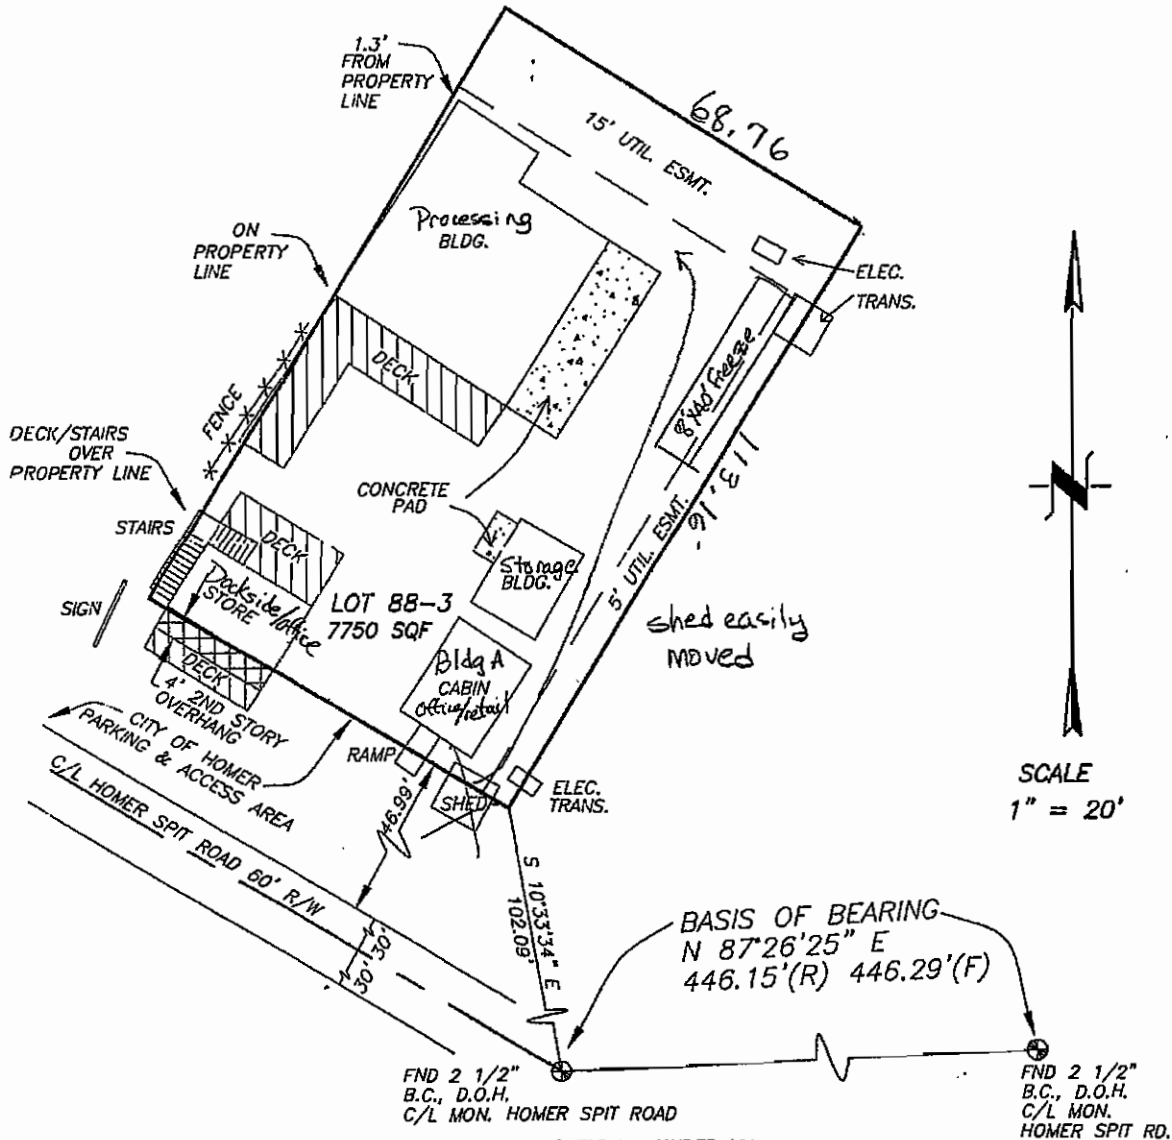 1.3'
FROM
PROPERTY
LINE
68.76
15' UTIL. ESMT.
Processing
BLDG.
ON
PROPERTY
LINE
ELEC.
TRANS.
DECK
8'X40' Freeze
FENCE
DECK/STAIRS
OVER
PROPERTY LINE
113.16'
CONCRETE
PAD
STAIRS
DECK
Storage
BLDG.
5' UTIL. ESMT.
SIGN
Dockside/office
STORE
LOT 88-3
7750 SQF
shed easily
moved
Bldg A
CABIN
office/retail
DECK
4' 2ND STORY
OVERHANG
CITY OF HOMER
PARKING & ACCESS AREA
RAMP
SHED
ELEC.
TRANS.
N
SCALE
1" = 20'
C/L HOMER SPIT ROAD 60' R/W
46.99'
30' 30'
S 10°33'34" E
102.09'
BASIS OF BEARING
N 87°26'25" E
446.15'(R) 446.29'(F)
FND 2 1/2"
B.C., D.O.H.
C/L MON. HOMER SPIT ROAD
FND 2 1/2"
B.C., D.O.H.
C/L MON.
HOMER SPIT RD.